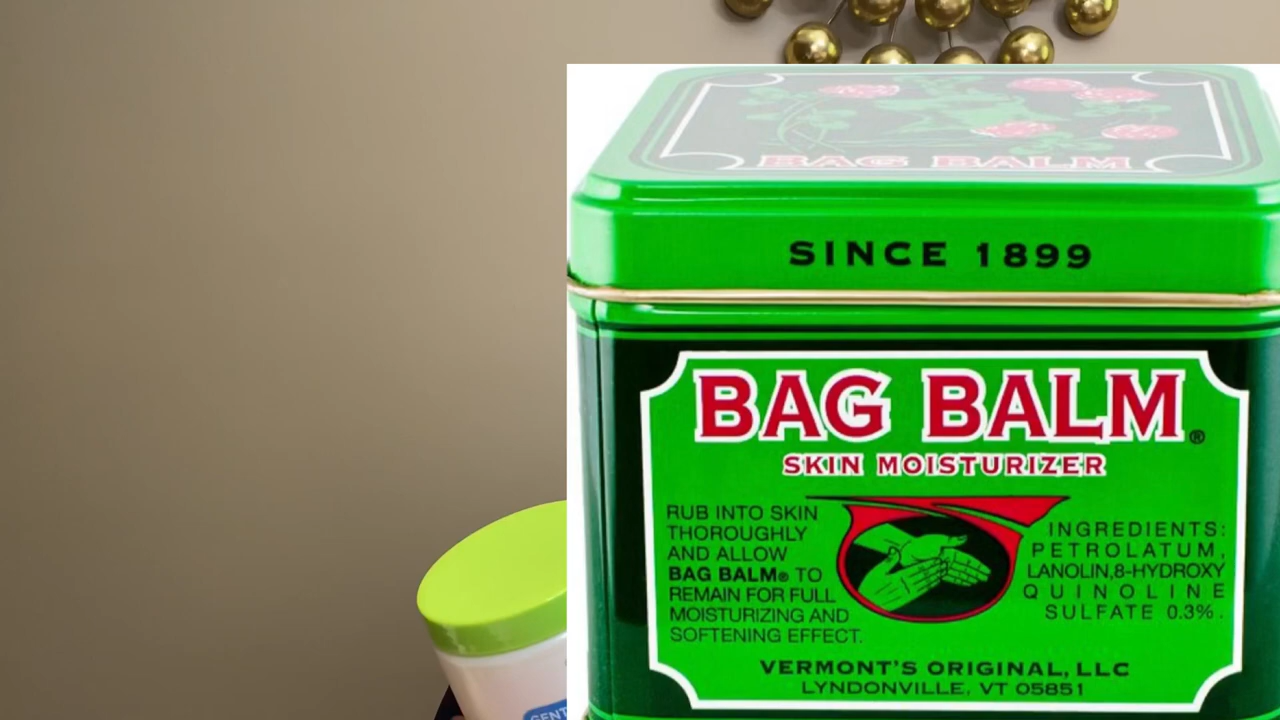 BAG BALM
SINCE 1899
BAG BALM®
SKIN MOISTURIZER
RUB INTO SKIN
THOROUGHLY
AND ALLOW
BAG BALM® TO
REMAIN FOR FULL
MOISTURIZING AND
SOFTENING EFFECT.
INGREDIENTS:
PETROLATUM,
LANOLIN,8-HYDROXY
QUINOLINE
SULFATE 0.3%.
VERMONT'S ORIGINAL, LLC
LYNDONVILLE, VT 05851